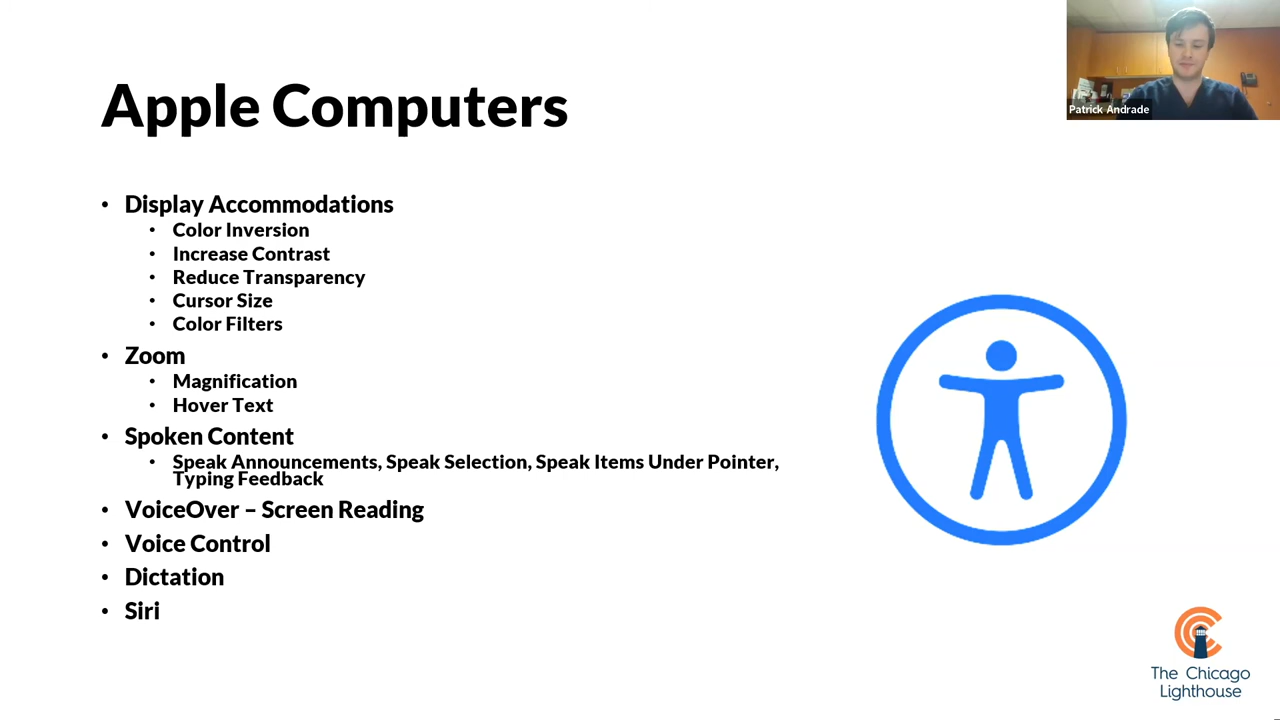 Apple Computers
Patrick Andrade
• Display Accommodations
• Color Inversion
• Increase Contrast
• Reduce Transparency
• Cursor Size
• Color Filters
• Zoom
• Magnification
• Hover Text
• Spoken Content
• Speak Announcements, Speak Selection, Speak Items Under Pointer,
Typing Feedback
• VoiceOver – Screen Reading
• Voice Control
• Dictation
• Siri
The Chicago
Lighthouse